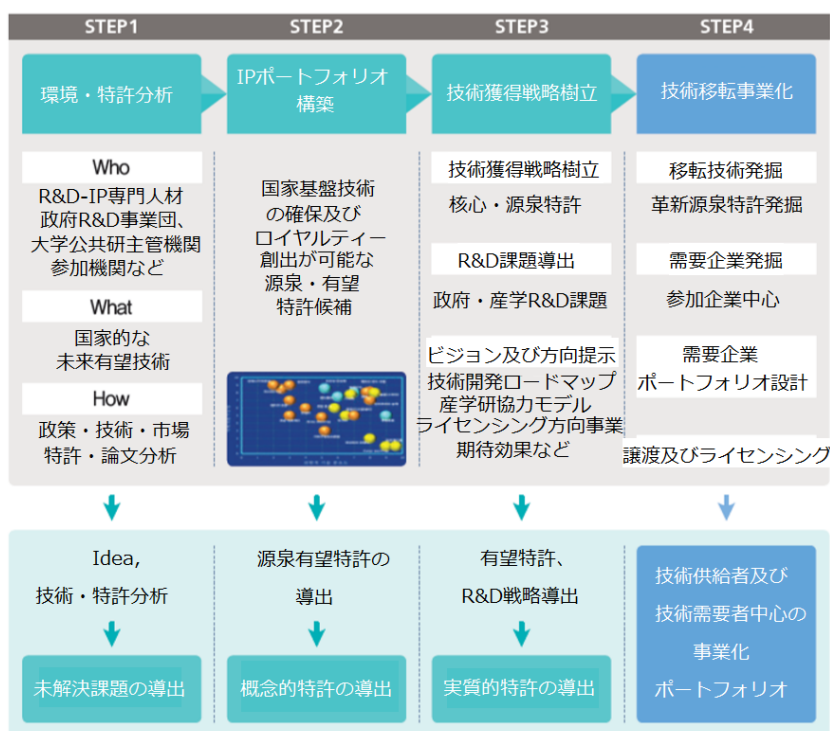 STEP1
STEP2
STEP3
STEP4
環境・特許分析
IPポートフォリオ
構築
技術獲得戦略樹立
技術移転事業化
Who
R&D-IP専門人材
政府R&D事業団、
大学公共研主管機関
参加機関など
What
国家的な
未来有望技術
How
政策・技術・市場
特許・論文分析
国家基盤技術
の確保及び
ロイヤルティー
創出が可能な
源泉・有望
特許候補
技術獲得戦略樹立
核心・源泉特許
R&D課題導出
政府・産学R&D課題
ビジョン及び方向提示
技術開発ロードマップ
産学研協力モデル
ライセンシング方向事業
期待効果など
移転技術発掘
革新源泉特許発掘
需要企業発掘
参加企業中心
需要企業
ポートフォリオ設計
譲渡及びライセンシング
Idea,
技術・特許分析
未解決課題の導出
源泉有望特許の
導出
概念的特許の導出
有望特許、
R&D戦略導出
実質的特許の導出
技術供給者及び
技術需要者中心の
事業化
ポートフォリオ